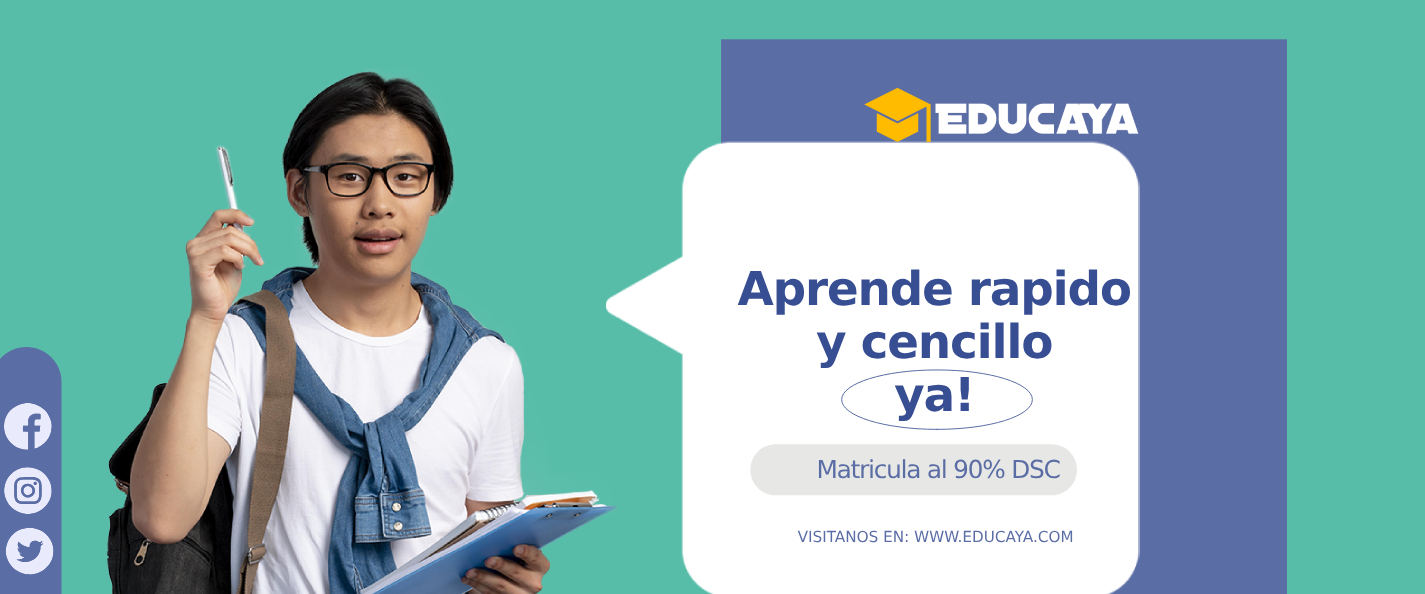 EDUCAYA
Aprende rapido
y cencillo
ya!
Matricula al 90% DSC
VISITANOS EN: WWW.EDUCAYA.COM